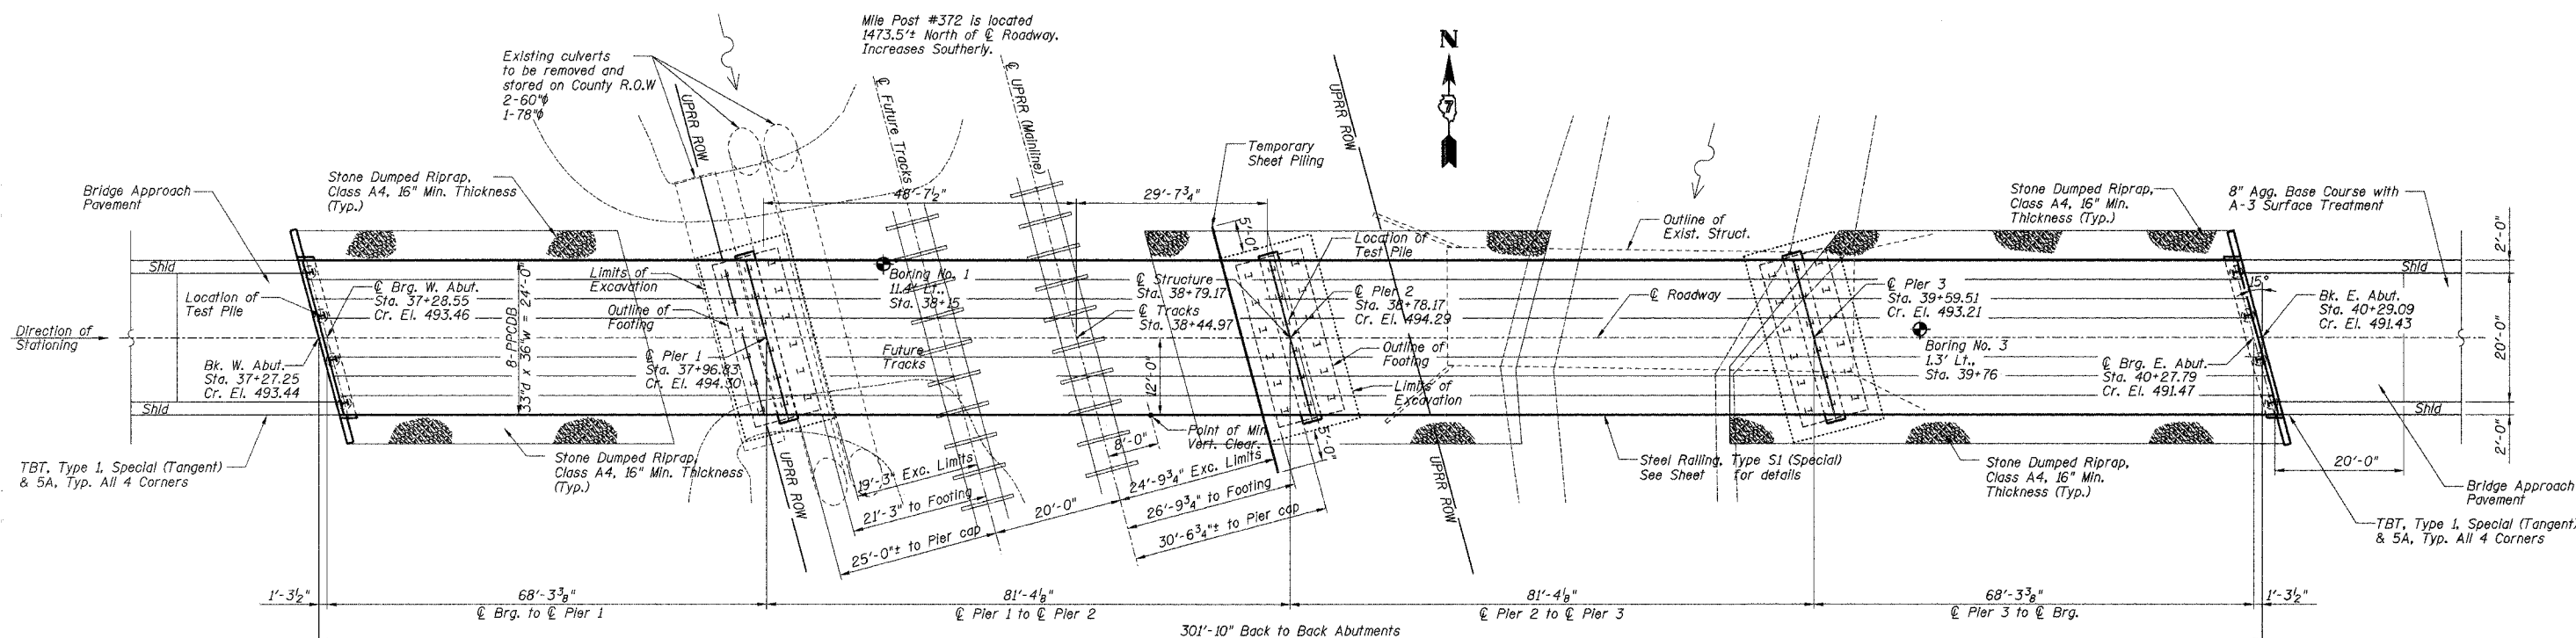 Mile Post #372 is located
1473.5'± North of ℄ Roadway.
Increases Southerly.
Existing culverts
to be removed and
stored on County R.O.W
2-60"ϕ
1-78"ϕ
UPRR ROW
℄ Future Tracks
℄ UPRR (Mainline)
UPRR ROW
N
7
Temporary
Sheet Piling
Bridge Approach
Pavement
Stone Dumped Riprap,
Class A4, 16" Min. Thickness
(Typ.)
48'-7½"
29'-7¾"
5'-0"
Location of
Test Pile
Outline of
Exist. Struct.
Stone Dumped Riprap,
Class A4, 16" Min.
Thickness (Typ.)
8" Agg. Base Course with
A-3 Surface Treatment
2'-0"
Shld
Shld
Location of
Test Pile
℄ Brg. W. Abut.
Sta. 37+28.55
Cr. El. 493.46
33"d x 36"w = 24'-0"
8-PPCDB
Limits of
Excavation
Outline of
Footing
Boring No. 1
11.4' Lt.,
Sta. 38+15
℄ Structure
Sta. 38+79.17
℄ Tracks
Sta. 38+44.97
℄ Pier 2
Sta. 38+78.17
Cr. El. 494.29
℄ Roadway
℄ Pier 3
Sta. 39+59.51
Cr. El. 493.21
15°
Bk. E. Abut.
Sta. 40+29.09
Cr. El. 491.43
20'-0"
Direction of
Stationing
Bk. W. Abut.
Sta. 37+27.25
Cr. El. 493.44
℄ Pier 1
Sta. 37+96.83
Cr. El. 494.30
Future
Tracks
12'-0"
Outline of
Footing
Limits of
Excavation
Boring No. 3
1.3' Lt.,
Sta. 39+76
℄ Brg. E. Abut.
Sta. 40+27.79
Cr. El. 491.47
Shld
Shld
2'-0"
Point of Min.
Vert. Clear.
8'-0"
5'-0"
TBT, Type 1, Special (Tangent)
& 5A, Typ. All 4 Corners
Stone Dumped Riprap,
Class A4, 16" Min. Thickness
(Typ.)
UPRR ROW
19'-3" Exc. Limits
21'-3" to Footing
25'-0"± to Pier cap
20'-0"
24'-9¾" Exc. Limits
26'-9¾" to Footing
30'-6¾"± to Pier cap
UPRR ROW
Steel Railing, Type S1 (Special)
See Sheet for details
Stone Dumped Riprap,
Class A4, 16" Min.
Thickness (Typ.)
20'-0"
Bridge Approach
Pavement
TBT, Type 1, Special (Tangent)
& 5A, Typ. All 4 Corners
1'-3½"
68'-3⅜"
℄ Brg. to ℄ Pier 1
81'-4⅛"
℄ Pier 1 to ℄ Pier 2
81'-4⅛"
℄ Pier 2 to ℄ Pier 3
68'-3⅜"
℄ Pier 3 to ℄ Brg.
1'-3½"
301'-10" Back to Back Abutments